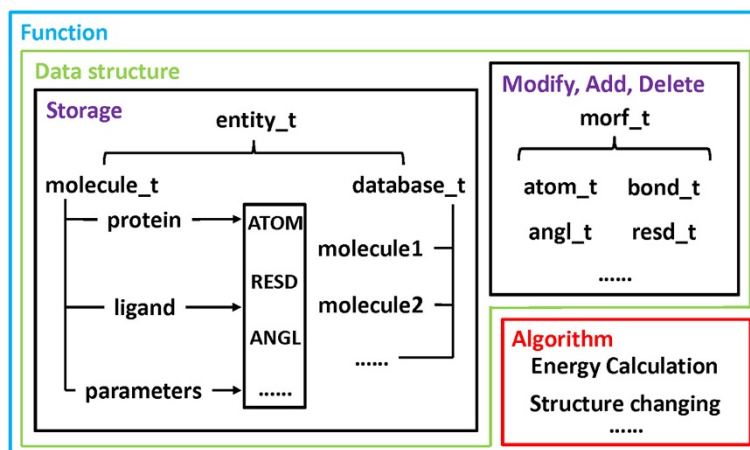 Function
Data structure
Storage
entity_t
molecule_t
database_t
protein
ligand
parameters
ATOM
RESD
ANGL
......
molecule1
molecule2
......
Modify, Add, Delete
morf_t
atom_t bond_t
angl_t resd_t
......
Algorithm
Energy Calculation
Structure changing
......